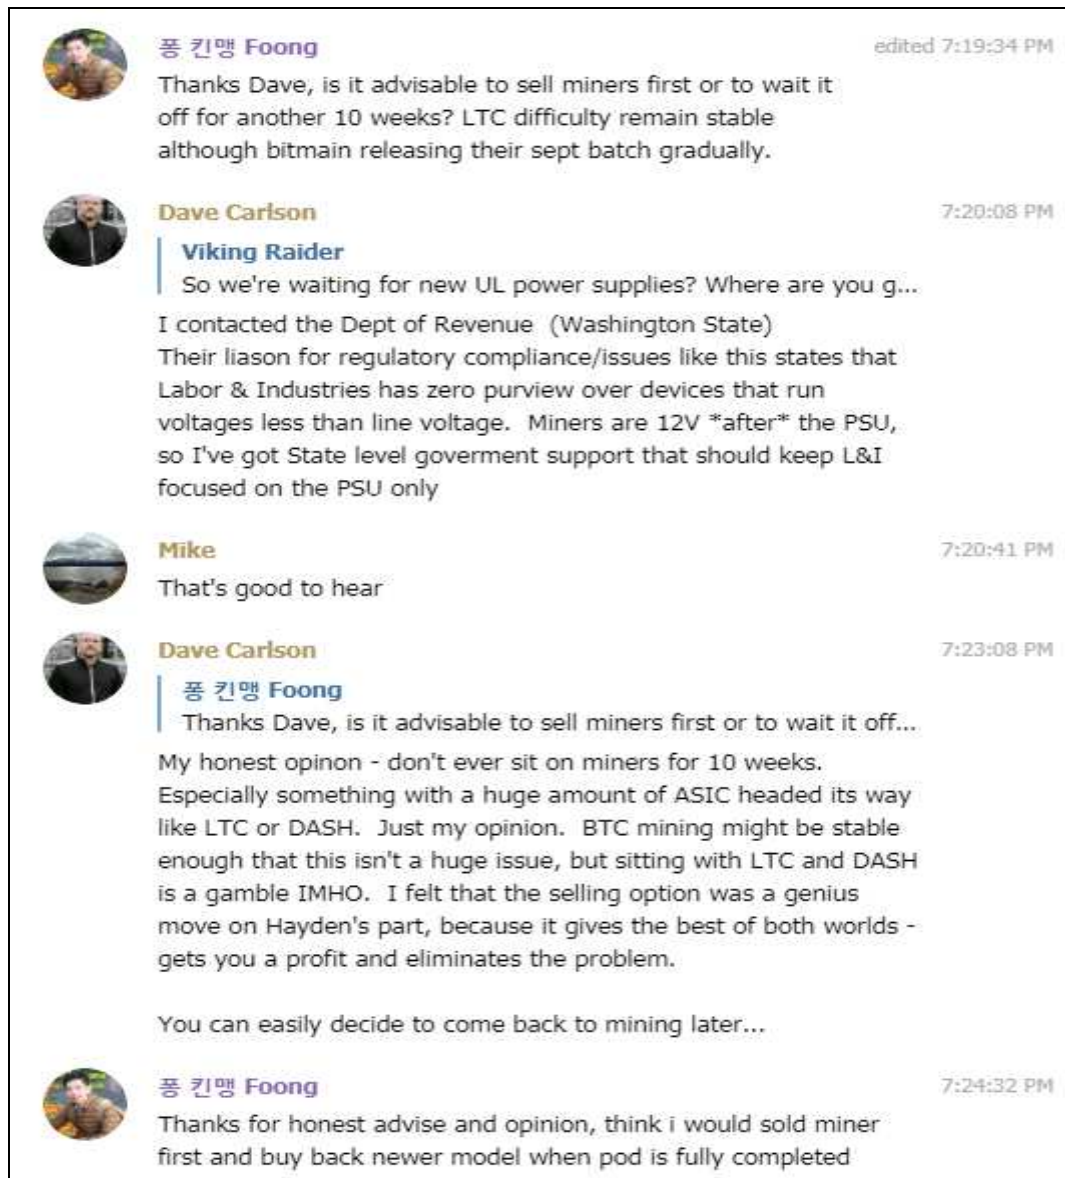 퐁 킨맹 Foong
edited 7:19:34 PM
Thanks Dave, is it advisable to sell miners first or to wait it
off for another 10 weeks? LTC difficulty remain stable
although bitmain releasing their sept batch gradually.
Dave Carlson
7:20:08 PM
Viking Raider
So we're waiting for new UL power supplies? Where are you g...
I contacted the Dept of Revenue  (Washington State)
Their liason for regulatory compliance/issues like this states that
Labor & Industries has zero purview over devices that run
voltages less than line voltage.  Miners are 12V *after* the PSU,
so I've got State level goverment support that should keep L&I
focused on the PSU only
Mike
7:20:41 PM
That's good to hear
Dave Carlson
7:23:08 PM
퐁 킨맹 Foong
Thanks Dave, is it advisable to sell miners first or to wait it off...
My honest opinon - don't ever sit on miners for 10 weeks.
Especially something with a huge amount of ASIC headed its way
like LTC or DASH.  Just my opinion.  BTC mining might be stable
enough that this isn't a huge issue, but sitting with LTC and DASH
is a gamble IMHO.  I felt that the selling option was a genius
move on Hayden's part, because it gives the best of both worlds -
gets you a profit and eliminates the problem.
You can easily decide to come back to mining later...
퐁 킨맹 Foong
7:24:32 PM
Thanks for honest advise and opinion, think i would sold miner
first and buy back newer model when pod is fully completed